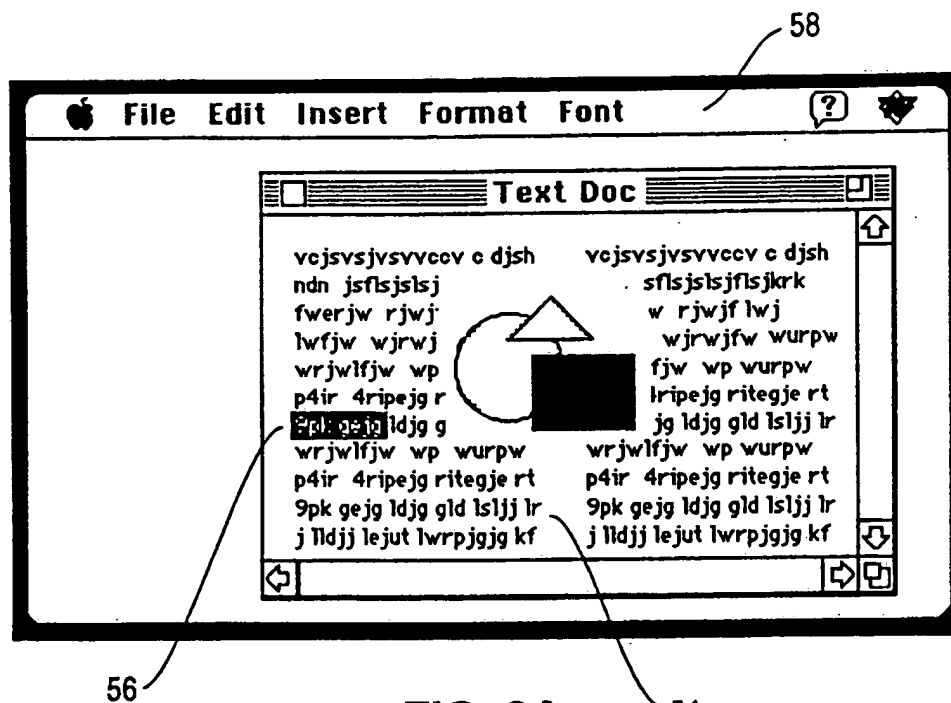 58
File Edit Insert Format Font ?
Text Doc
vcjsvsjvsvvccv c djsh
ndn jsflsjslsj
fwerjw rjwj
lwfjw wjrwj
wrjwlfjw wp
p4ir 4ripejg r
9pk gejg ldjg g
wrjwlfjw wp wurpw
p4ir 4ripejg ritegje rt
9pk gejg ldjg gld lsljj lr
j lldjj lejut lwrpjgjg kf
vcjsvsjvsvvccv c djsh
sflsjslsjflsjkrk
w rjwjf lwj
wjrwjfw wurpw
fjw wp wurpw
lripejg ritegje rt
jg ldjg gld lsljj lr
wrjwlfjw wp wurpw
p4ir 4ripejg ritegje rt
9pk gejg ldjg gld lsljj lr
j lldjj lejut lwrpjgjg kf
56